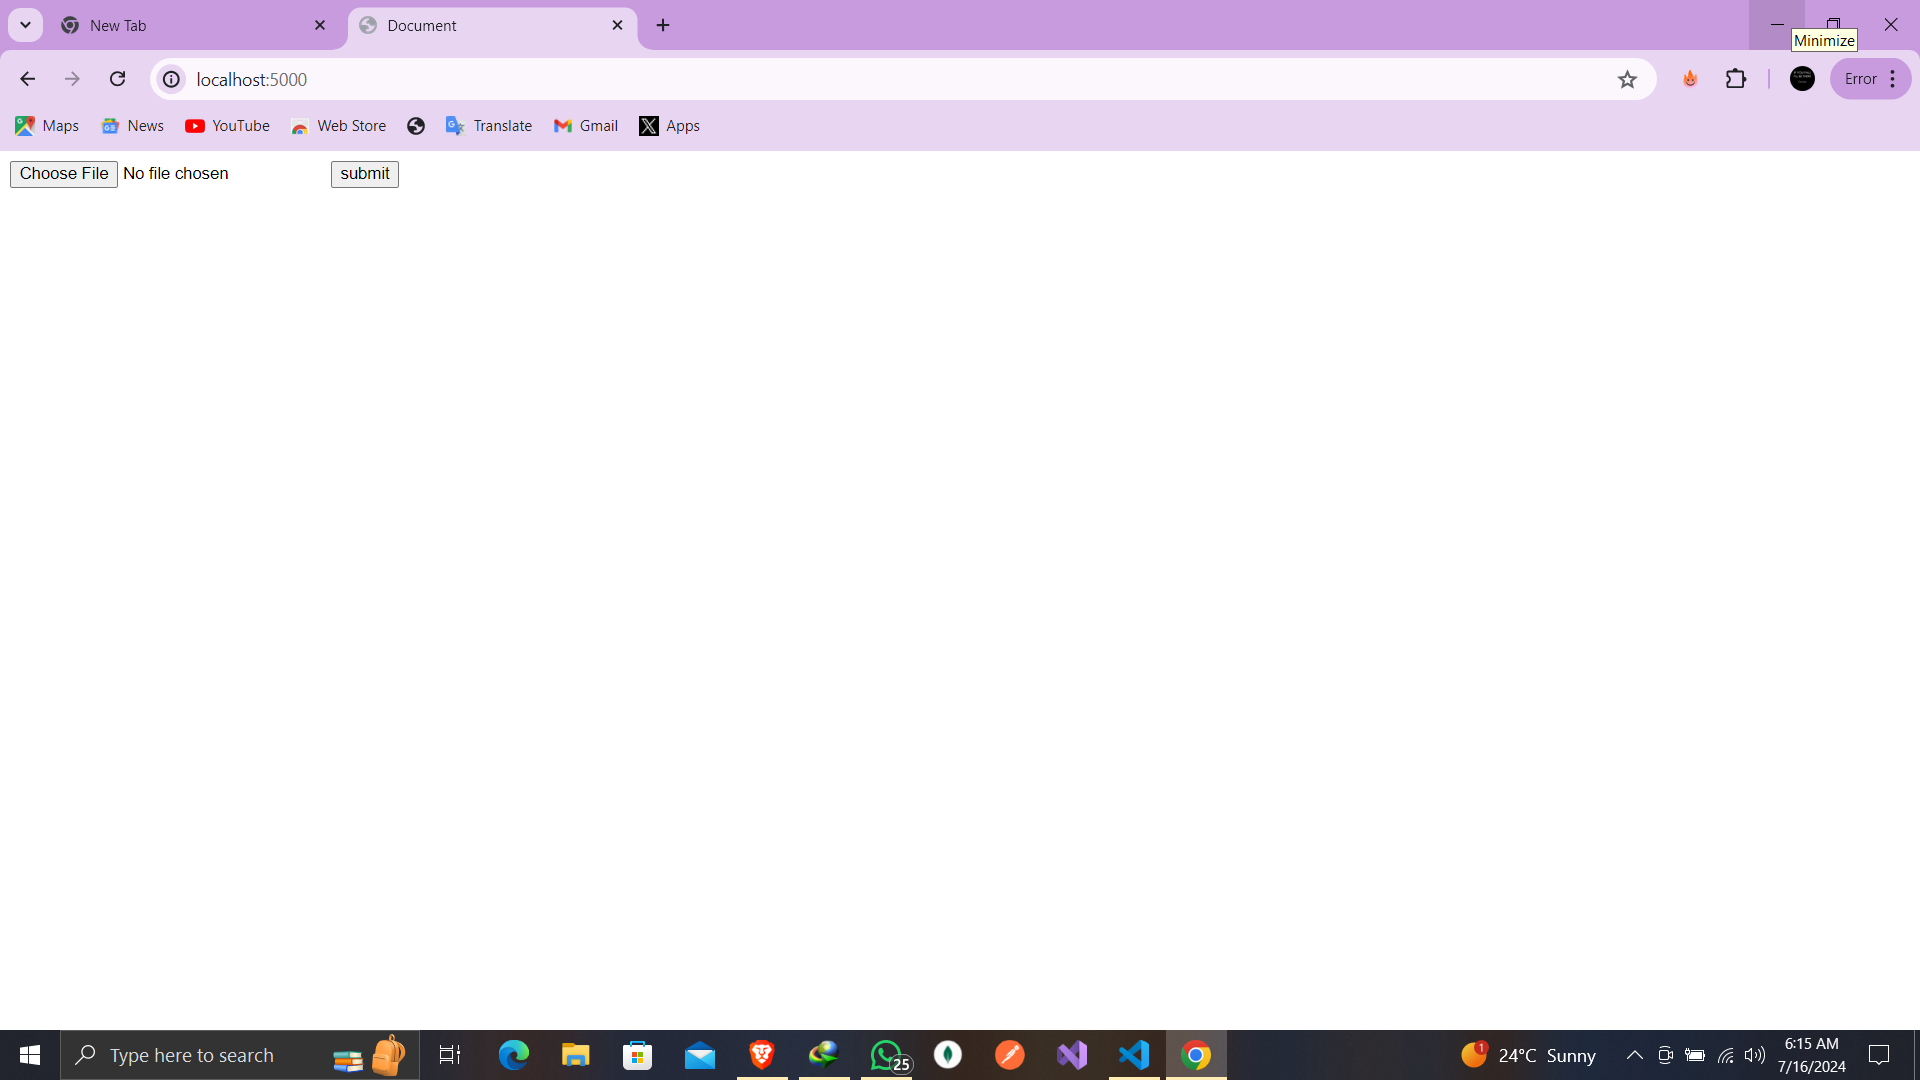 New Tab
Document
Minimize
localhost:5000
Error
Maps
News
YouTube
Web Store
Translate
Gmail
Apps
Choose File No file chosen
submit
Type here to search
25
1
24°C Sunny
6:15 AM
7/16/2024